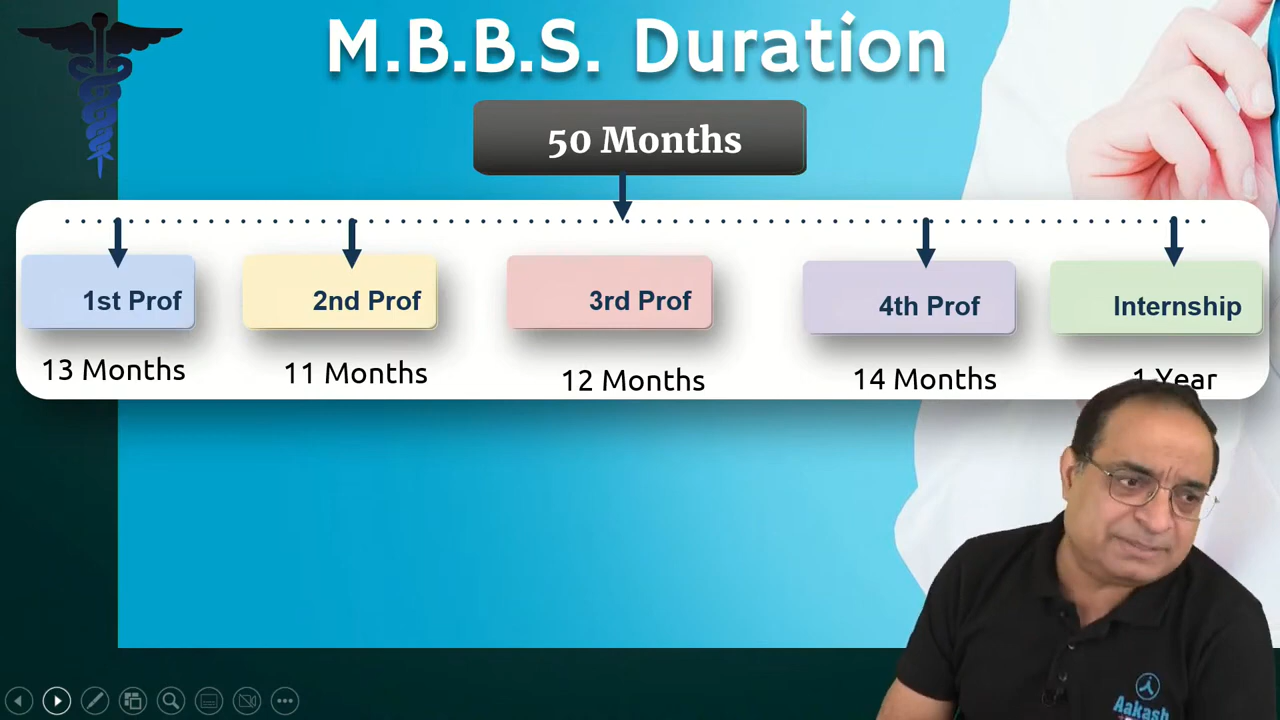 M.B.B.S. Duration
50 Months
1st Prof
2nd Prof
3rd Prof
4th Prof
Internship
13 Months
11 Months
12 Months
14 Months
1 Year
Aakash